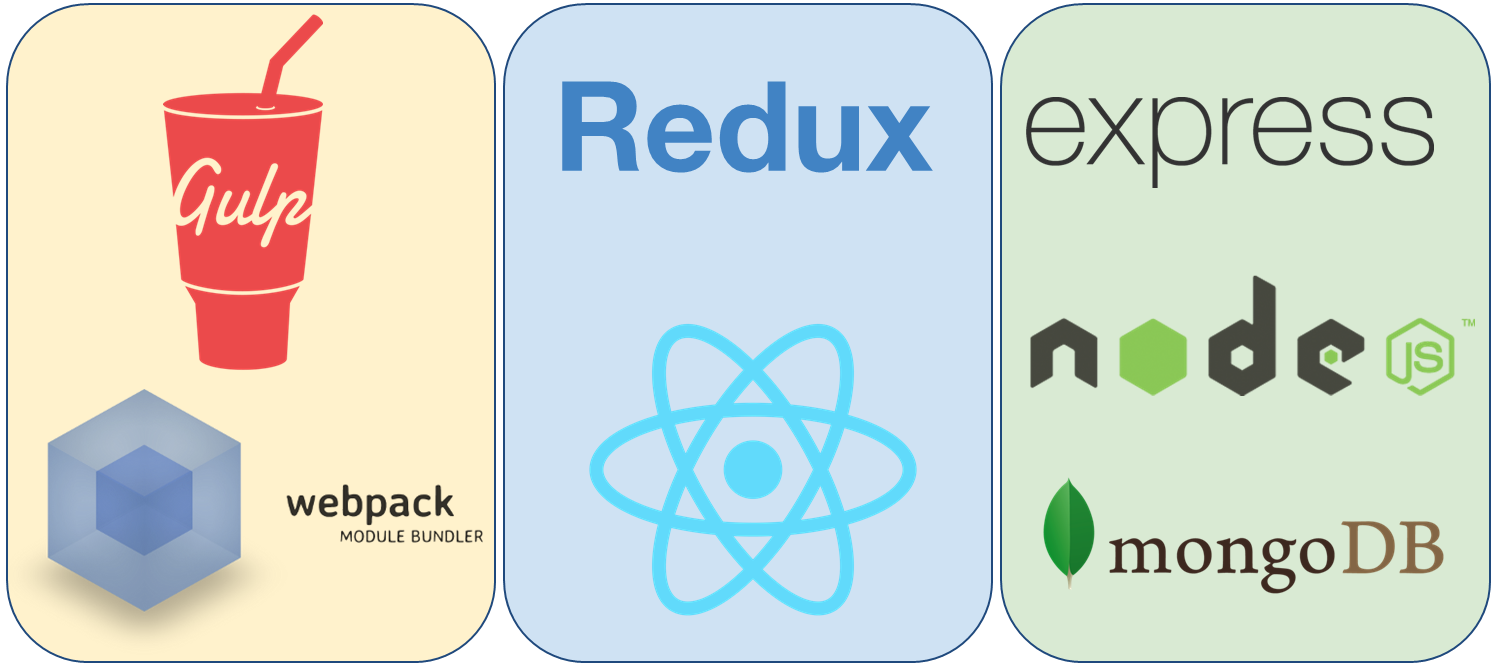 Gulp
webpack
MODULE BUNDLER
Redux
express
node JS ™
mongoDB